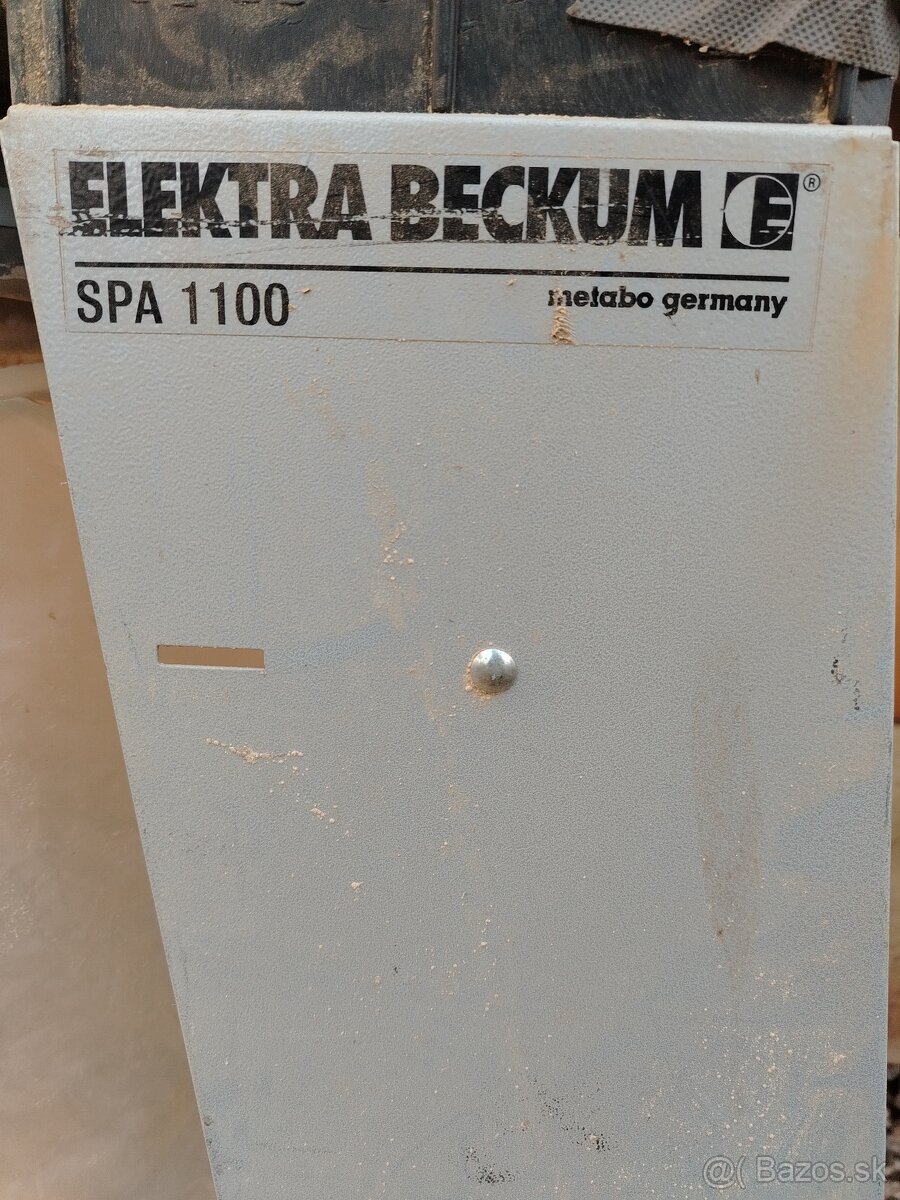 ELEKTRA BECKUM E ®
SPA 1100 metabo germany
@( Bazos.sk